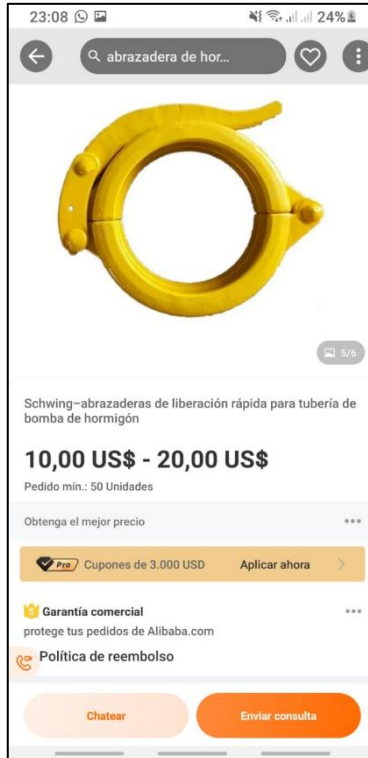 23:08 24%
abrazadera de hor...
5/6
Schwing–abrazaderas de liberación rápida para tubería de
bomba de hormigón
10,00 US$ - 20,00 US$
Pedido mín.: 50 Unidades
Obtenga el mejor precio
Pro Cupones de 3.000 USD Aplicar ahora
Garantía comercial
protege tus pedidos de Alibaba.com
Política de reembolso
Chatear Enviar consulta